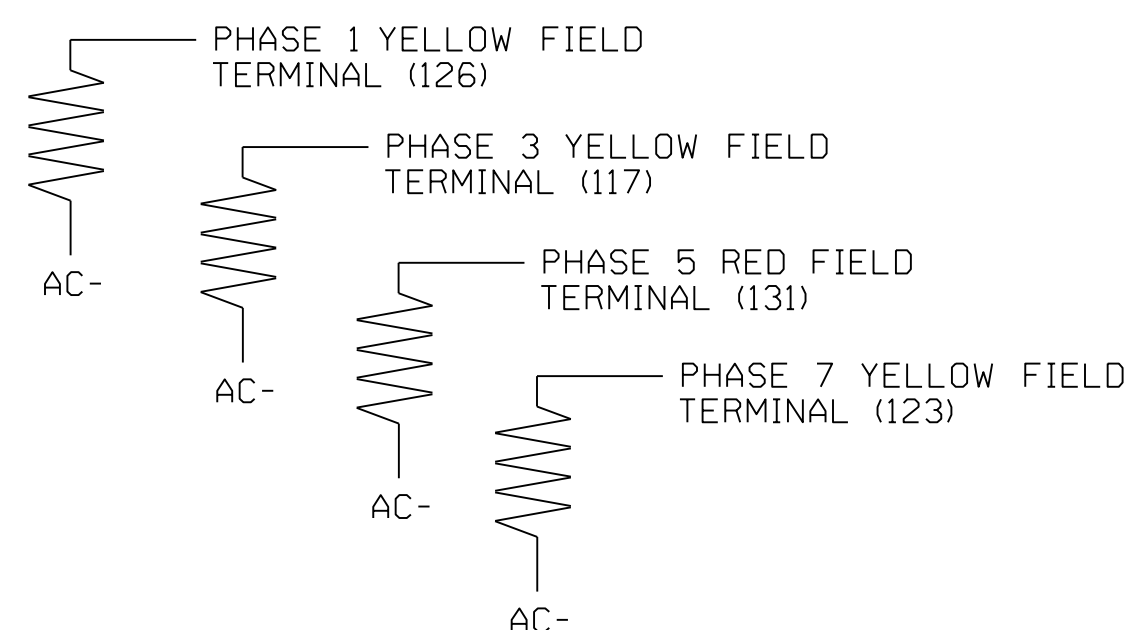 PHASE 1 YELLOW FIELD
TERMINAL (126)
AC-
PHASE 3 YELLOW FIELD
TERMINAL (117)
AC-
PHASE 5 RED FIELD
TERMINAL (131)
AC-
PHASE 7 YELLOW FIELD
TERMINAL (123)
AC-